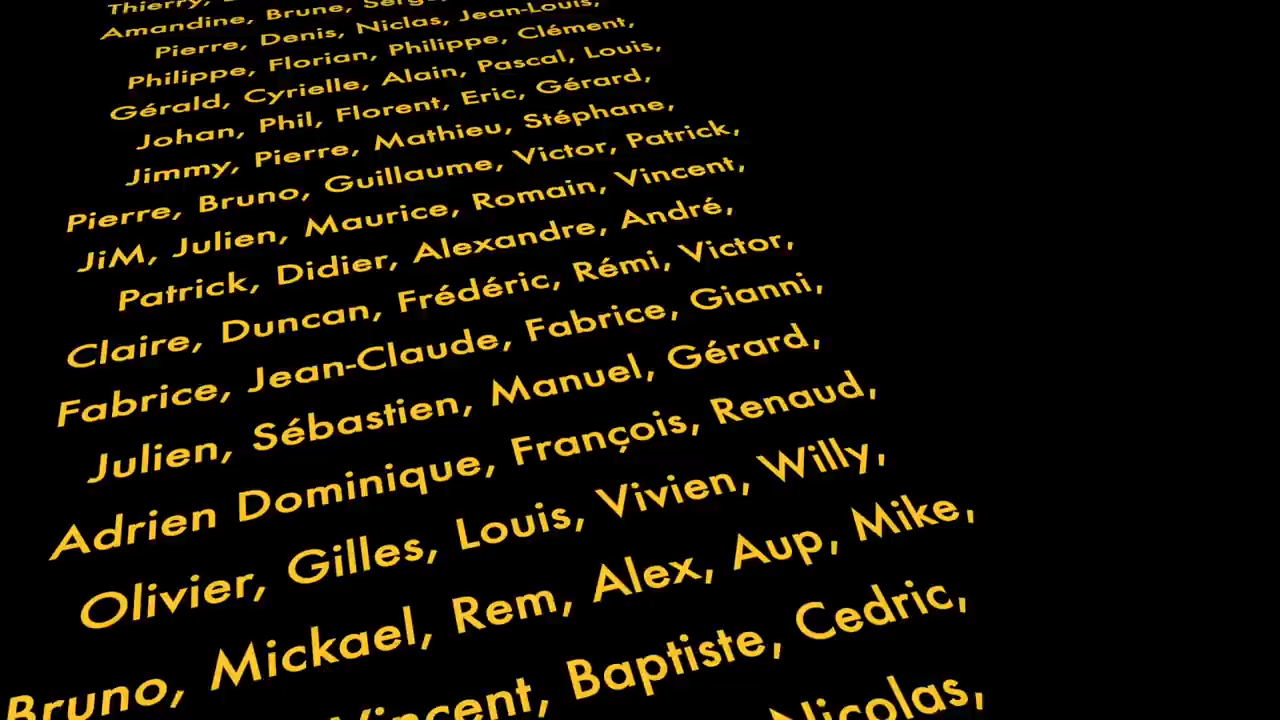 Thierry,
Amandine, Brune,
Pierre, Denis, Niclas, Jean-Louis,
Philippe, Florian, Philippe, Clément,
Gérald, Cyrielle, Alain, Pascal, Louis,
Johan, Phil, Florent, Eric, Gérard,
Jimmy, Pierre, Mathieu, Stéphane,
Pierre, Bruno, Guillaume, Victor, Patrick,
JiM, Julien, Maurice, Romain, Vincent,
Patrick, Didier, Alexandre, André,
Claire, Duncan, Frédéric, Rémi, Victor,
Fabrice, Jean-Claude, Fabrice, Gianni,
Julien, Sébastien, Manuel, Gérard,
Adrien Dominique, François, Renaud,
Olivier, Gilles, Louis, Vivien, Willy,
Bruno, Mickael, Rem, Alex, Aup, Mike,
Vincent, Baptiste, Cedric,
Nicolas,